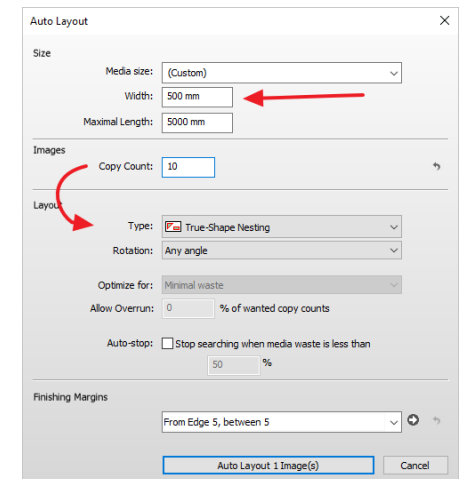 Auto Layout
Size
Media size: (Custom)
Width: 500 mm
Maximal Length: 5000 mm
Images
Copy Count: 10
Layout
Type: True-Shape Nesting
Rotation: Any angle
Optimize for: Minimal waste
Allow Overrun: 0 % of wanted copy counts
Auto-stop: Stop searching when media waste is less than
50 %
Finishing Margins
From Edge 5, between 5
Auto Layout 1 Image(s) Cancel